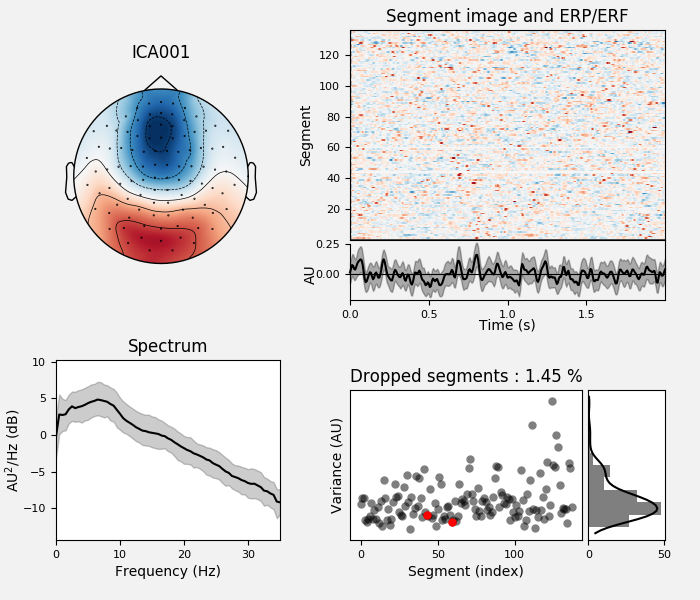 ICA001
Segment image and ERP/ERF
Segment
120
100
80
60
40
20
AU
0.25
0.00
0.0 0.5 1.0 1.5
Time (s)
Spectrum
AU²/Hz (dB)
10
5
0
−5
−10
0 10 20 30
Frequency (Hz)
Dropped segments : 1.45 %
Variance (AU)
0 50 100
Segment (index)
0 50